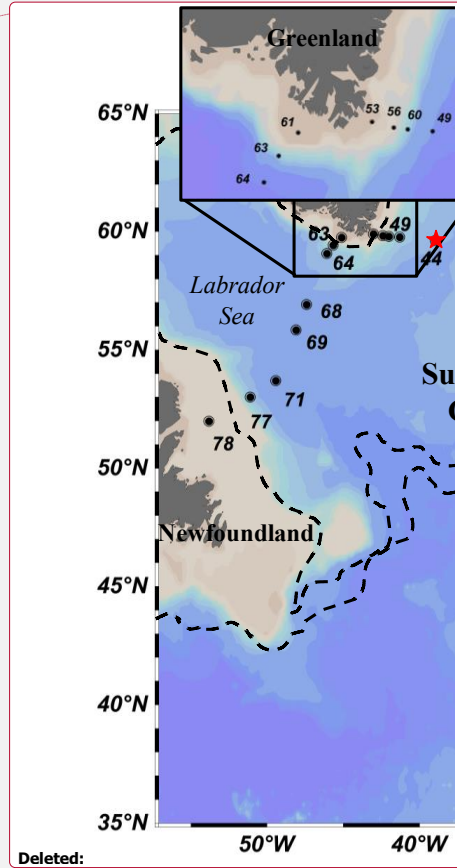 Greenland
53
56
60
49
61
63
64
65°N
60°N
63
49
64
44
Labrador
Sea
68
69
55°N
71
77
Su
78
50°N
Newfoundland
45°N
40°N
35°N
50°W
40°W
Deleted: